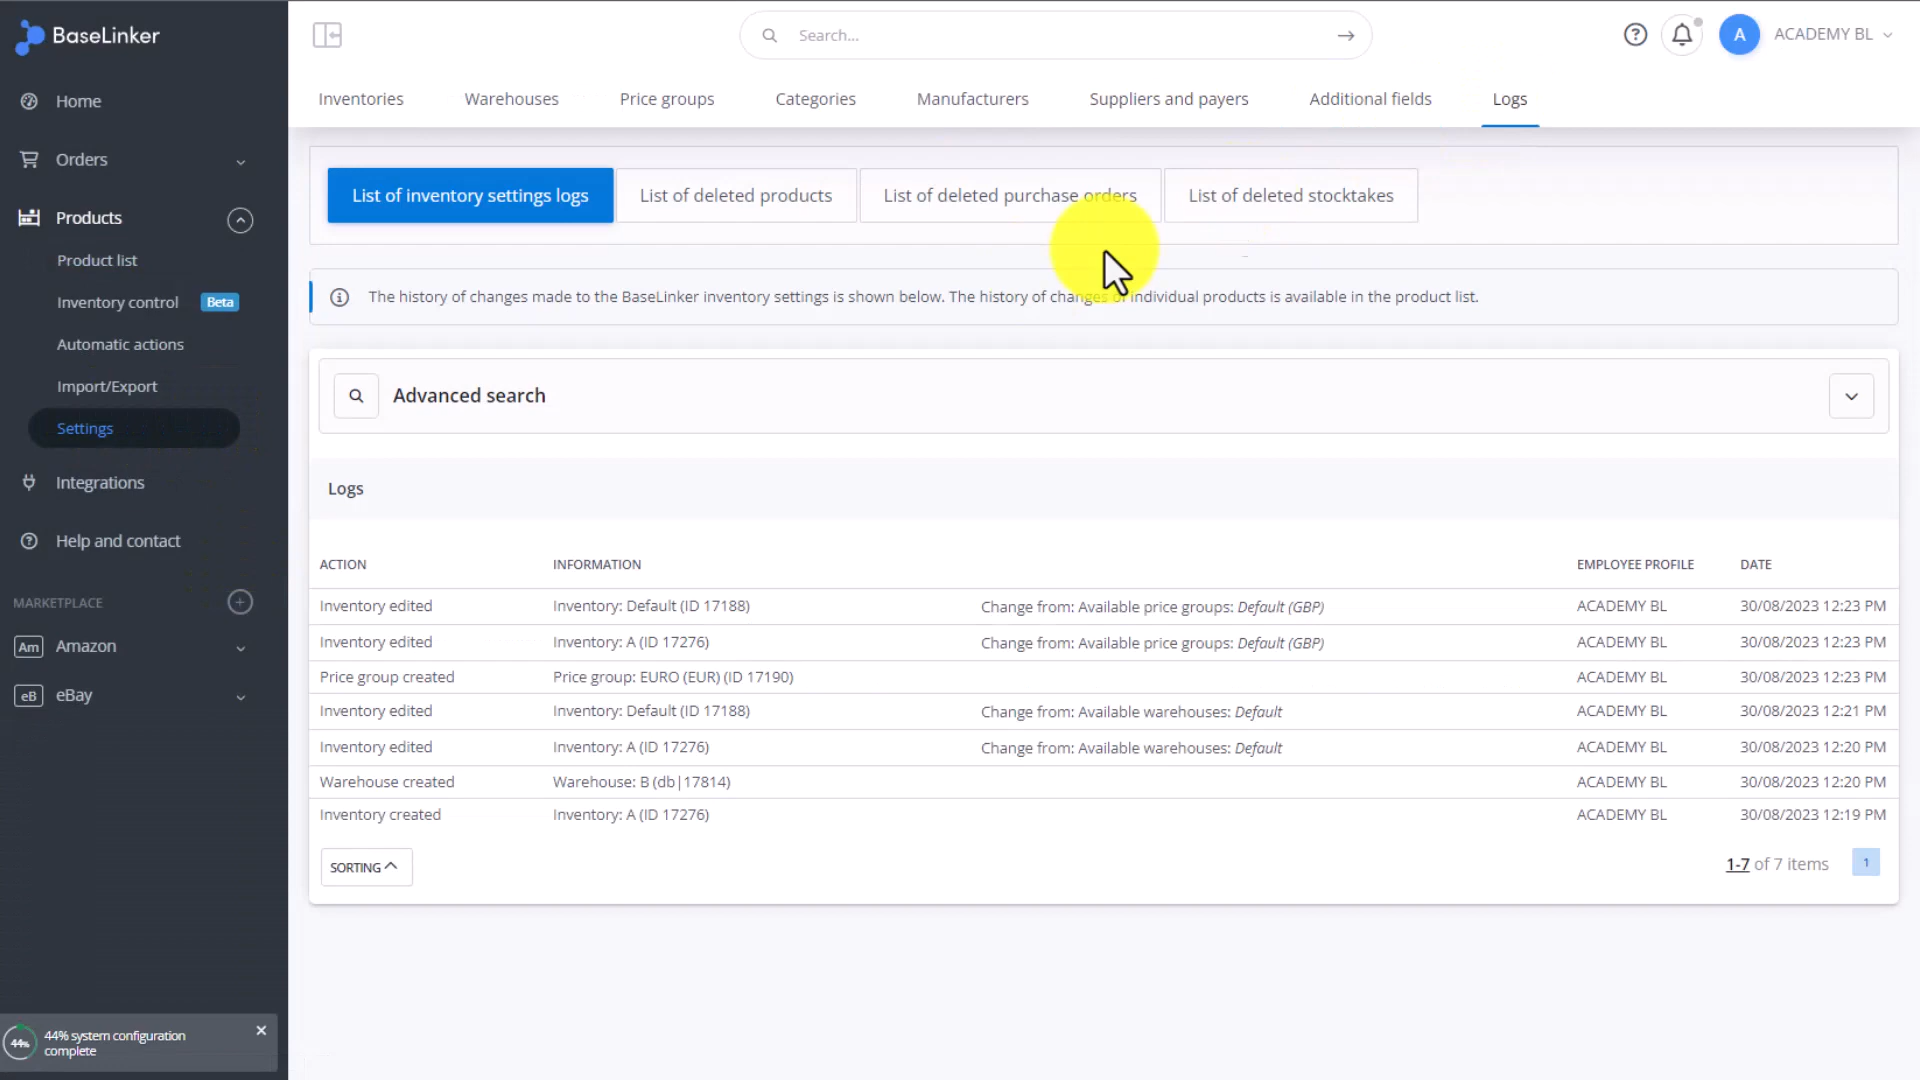 BaseLinker
Search...
A
ACADEMY BL
Inventories
Warehouses
Price groups
Categories
Manufacturers
Suppliers and payers
Additional fields
Logs
Home
Orders
Products
Product list
Inventory control Beta
Automatic actions
Import/Export
Settings
Integrations
Help and contact
MARKETPLACE
Am Amazon
eB eBay
44% 44% system configuration
complete
List of inventory settings logs
List of deleted products
List of deleted purchase orders
List of deleted stocktakes
The history of changes made to the BaseLinker inventory settings is shown below. The history of changes of individual products is available in the product list.
Advanced search
Logs
ACTION INFORMATION EMPLOYEE PROFILE DATE
Inventory edited Inventory: Default (ID 17188) Change from: Available price groups: Default (GBP) ACADEMY BL 30/08/2023 12:23 PM
Inventory edited Inventory: A (ID 17276) Change from: Available price groups: Default (GBP) ACADEMY BL 30/08/2023 12:23 PM
Price group created Price group: EURO (EUR) (ID 17190) ACADEMY BL 30/08/2023 12:23 PM
Inventory edited Inventory: Default (ID 17188) Change from: Available warehouses: Default ACADEMY BL 30/08/2023 12:21 PM
Inventory edited Inventory: A (ID 17276) Change from: Available warehouses: Default ACADEMY BL 30/08/2023 12:20 PM
Warehouse created Warehouse: B (db|17814) ACADEMY BL 30/08/2023 12:20 PM
Inventory created Inventory: A (ID 17276) ACADEMY BL 30/08/2023 12:19 PM
SORTING
1-7 of 7 items 1